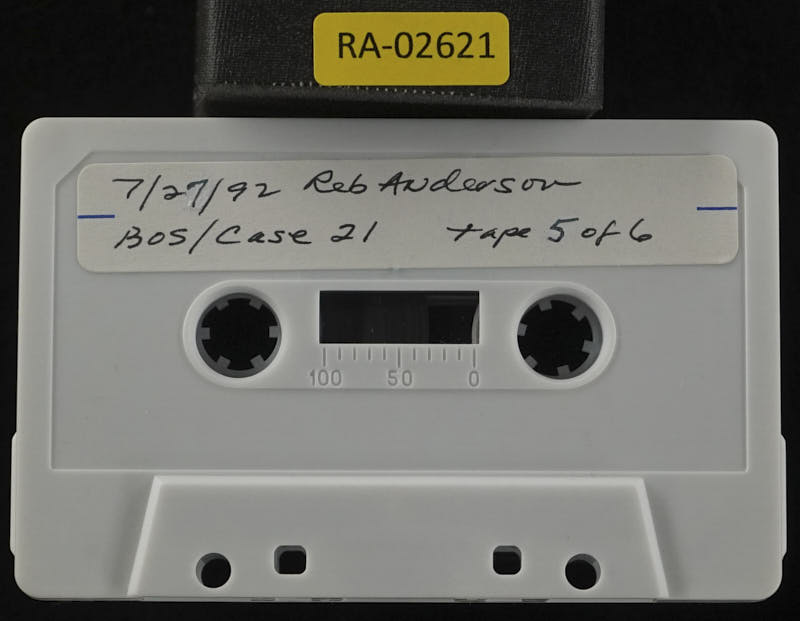 RA-02621
7/27/92 Reb Anderson
BOS/Case 21 tape 5 of 6
100 50 0